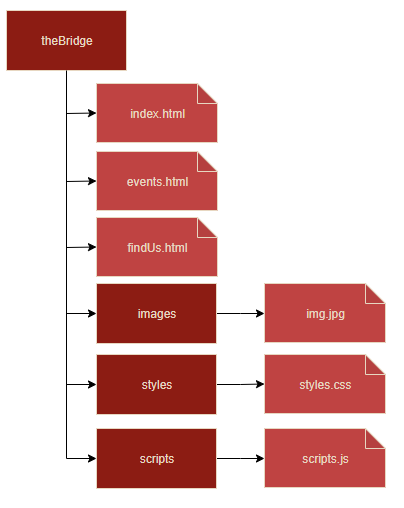 theBridge
index.html
events.html
findUs.html
images
img.jpg
styles
styles.css
scripts
scripts.js